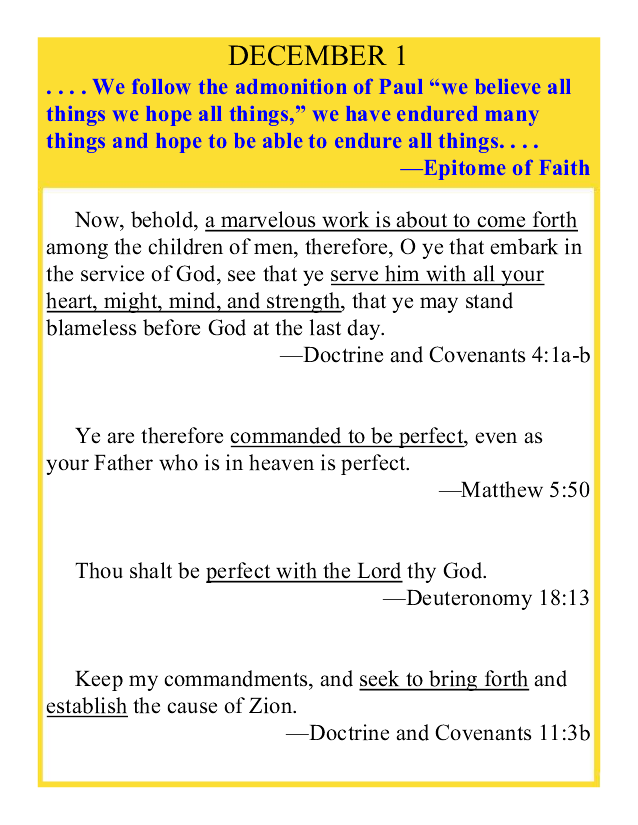 DECEMBER 1
. . . . We follow the admonition of Paul “we believe all
things we hope all things,” we have endured many
things and hope to be able to endure all things. . . .
—Epitome of Faith
Now, behold, a marvelous work is about to come forth
among the children of men, therefore, O ye that embark in
the service of God, see that ye serve him with all your
heart, might, mind, and strength, that ye may stand
blameless before God at the last day.
—Doctrine and Covenants 4:1a-b
Ye are therefore commanded to be perfect, even as
your Father who is in heaven is perfect.
—Matthew 5:50
Thou shalt be perfect with the Lord thy God.
—Deuteronomy 18:13
Keep my commandments, and seek to bring forth and
establish the cause of Zion.
—Doctrine and Covenants 11:3b